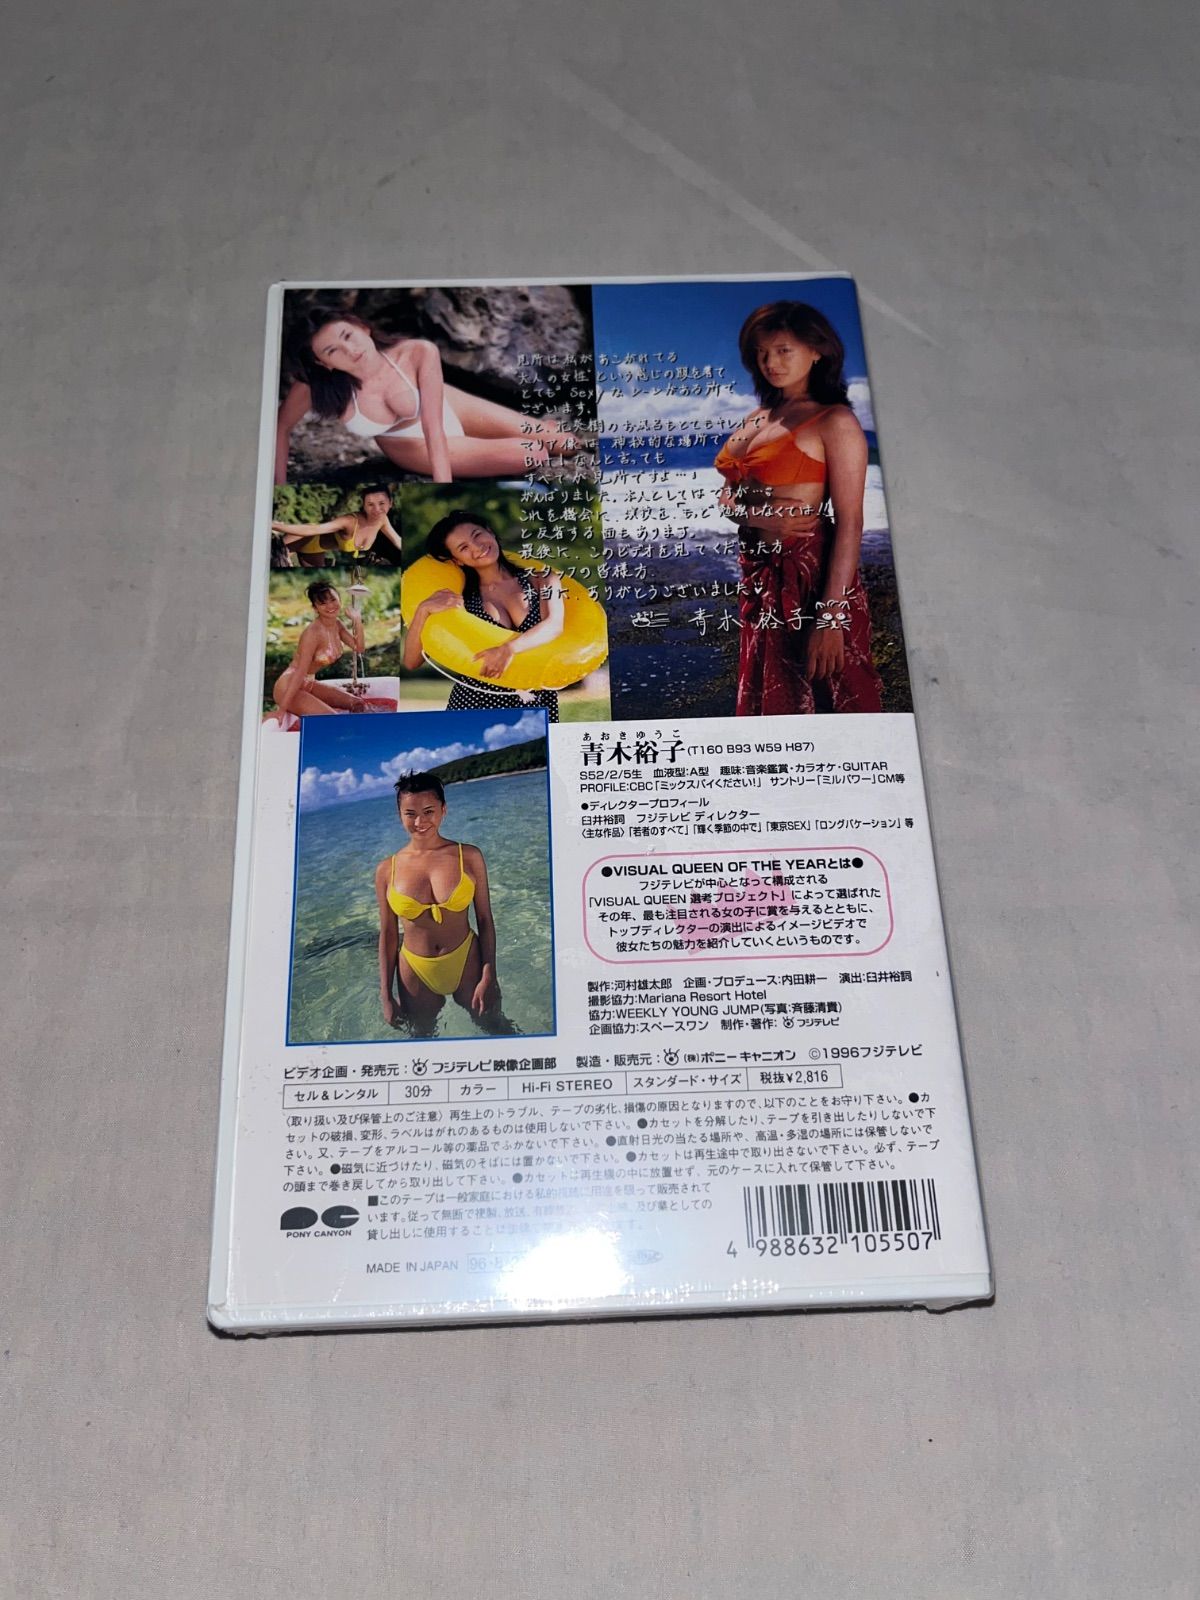 見所は私があこがれてる
"大人の女性"という感じの服を着て
とても"Sexy"なシーンがある所で
ございます。
あと、花英樹のお風呂もとてもキレイで
マリア像は、神秘的な場所で…
But! なんと言っても
すべてが見所ですよ…♪
がんばりました。本人としてはですが…
これを機会に、演技を、もっと勉強しなくては!!
と反省する面もあります。
最後に、このビデオを見てくださった方、
スタッフの皆様方、
本当に、ありがとうございました♡
青木裕子
あおきゆうこ
青木裕子(T160 B93 W59 H87)
S52/2/5生 血液型:A型 趣味:音楽鑑賞・カラオケ・GUITAR
PROFILE:CBC「ミックスパイください!」 サントリー「ミルパワー」CM等
●ディレクタープロフィール
臼井裕詞 フジテレビ ディレクター
〈主な作品〉「若者のすべて」「輝く季節の中で」「東京SEX」「ロングバケーション」等
●VISUAL QUEEN OF THE YEARとは●
フジテレビが中心となって構成される
「VISUAL QUEEN 選考プロジェクト」によって選ばれた
その年、最も注目される女の子に賞を与えるとともに、
トップディレクターの演出によるイメージビデオで
彼女たちの魅力を紹介していくというものです。
製作:河村雄太郎 企画・プロデュース:内田耕一 演出:臼井裕詞
撮影協力:Mariana Resort Hotel
協力:WEEKLY YOUNG JUMP(写真:斉藤清貴)
企画協力:スペースワン 制作・著作:フジテレビ
ビデオ企画・発売元:フジテレビ映像企画部 製造・販売元:(株)ポニーキャニオン ©1996フジテレビ
セル&レンタル 30分 カラー Hi-Fi STEREO スタンダード・サイズ 税抜¥2,816
〈取り扱い及び保管上のご注意〉再生上のトラブル、テープの劣化、損傷の原因となりますので、以下のことをお守り下さい。●カ
セットの破損、変形、ラベルはがれのあるものは使用しないで下さい。●カセットを分解したり、テープを引き出したりしないで下
さい。又、テープをアルコール等の薬品でふかないで下さい。●直射日光の当たる場所や、高温・多湿の場所には保管しないで
下さい。●磁気に近づけたり、磁気のそばには置かないで下さい。●カセットは再生途中で取り出さないで下さい。必ず、テープ
の頭まで巻き戻してから取り出して下さい。●カセットは再生機の中に放置せず、元のケースに入れて保管して下さい。
■このテープは一般家庭における私的視聴に用途を限って販売されて
います。従って無断で複製、放送、有線 及び業としての
貸し出しに使用することは ます。
PONY CANYON
MADE IN JAPAN 96・8
4 988632 105507